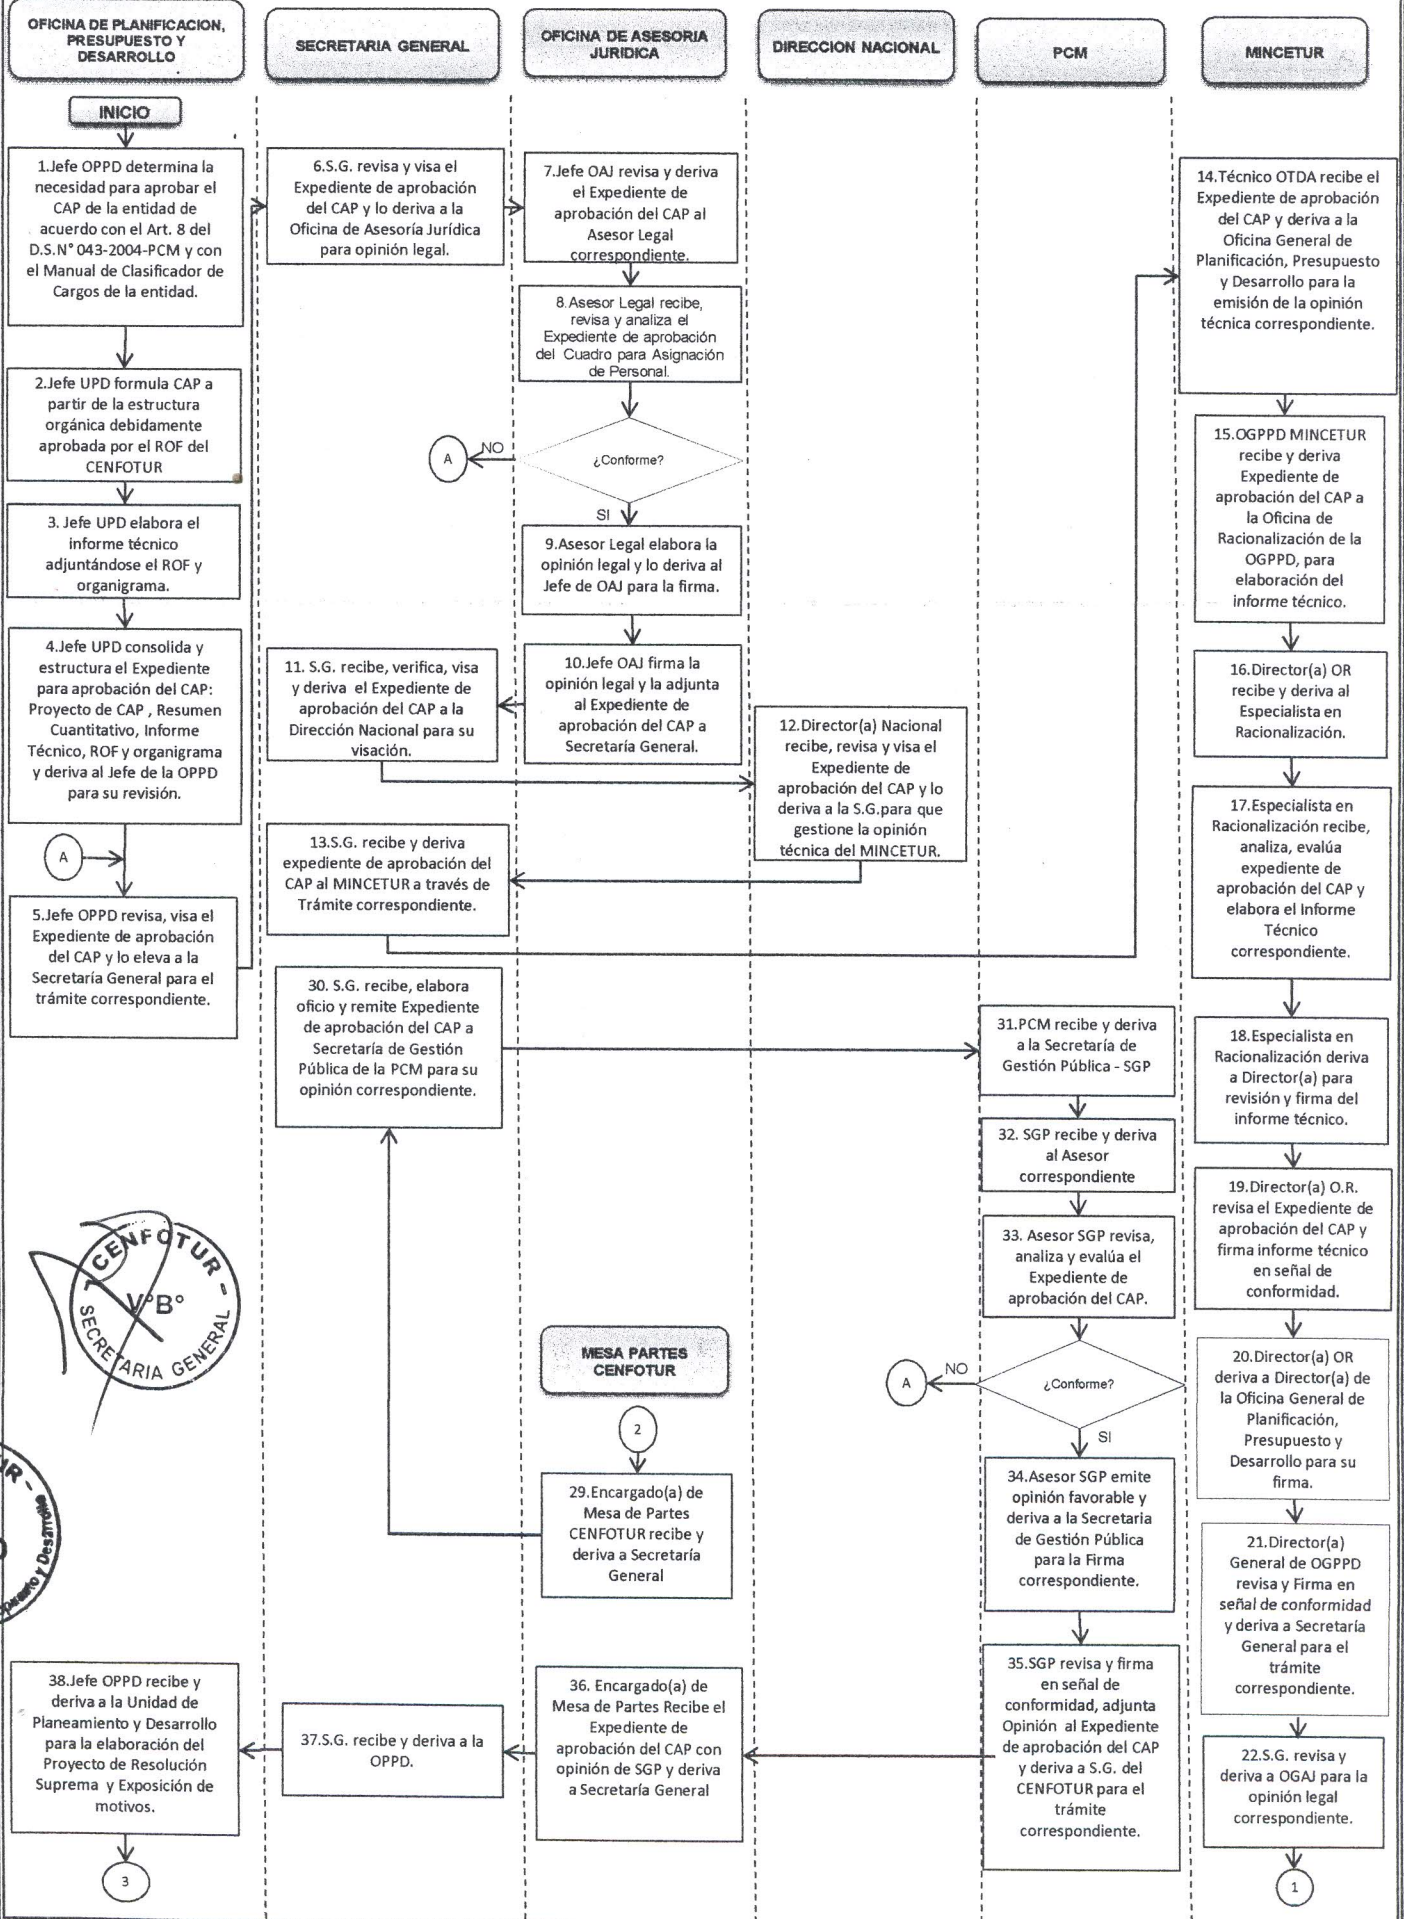 OFICINA DE PLANIFICACION,
PRESUPUESTO Y
DESARROLLO
SECRETARIA GENERAL
OFICINA DE ASESORIA
JURIDICA
DIRECCION NACIONAL
PCM
MINCETUR
INICIO
1.Jefe OPPD determina la
necesidad para aprobar el
CAP de la entidad de
acuerdo con el Art. 8 del
D.S.N° 043-2004-PCM y con
el Manual de Clasificador de
Cargos de la entidad.
2.Jefe UPD formula CAP a
partir de la estructura
orgánica debidamente
aprobada por el ROF del
CENFOTUR
3. Jefe UPD elabora el
informe técnico
adjuntándose el ROF y
organigrama.
4.Jefe UPD consolida y
estructura el Expediente
para aprobación del CAP:
Proyecto de CAP , Resumen
Cuantitativo, Informe
Técnico, ROF y organigrama
y deriva al Jefe de la OPPD
para su revisión.
A
5.Jefe OPPD revisa, visa el
Expediente de aprobación
del CAP y lo eleva a la
Secretaría General para el
trámite correspondiente.
6.S.G. revisa y visa el
Expediente de aprobación
del CAP y lo deriva a la
Oficina de Asesoría Jurídica
para opinión legal.
7.Jefe OAJ revisa y deriva
el Expediente de
aprobación del CAP al
Asesor Legal
correspondiente.
8.Asesor Legal recibe,
revisa y analiza el
Expediente de aprobación
del Cuadro para Asignación
de Personal.
¿Conforme?
NO
A
SI
9.Asesor Legal elabora la
opinión legal y lo deriva al
Jefe de OAJ para la firma.
10.Jefe OAJ firma la
opinión legal y la adjunta
al Expediente de
aprobación del CAP a
Secretaría General.
11. S.G. recibe, verifica, visa
y deriva el Expediente de
aprobación del CAP a la
Dirección Nacional para su
visación.
12.Director(a) Nacional
recibe, revisa y visa el
Expediente de
aprobación del CAP y lo
deriva a la S.G.para que
gestione la opinión
técnica del MINCETUR.
13.S.G. recibe y deriva
expediente de aprobación del
CAP al MINCETUR a través de
Trámite correspondiente.
14.Técnico OTDA recibe el
Expediente de aprobación
del CAP y deriva a la
Oficina General de
Planificación, Presupuesto
y Desarrollo para la
emisión de la opinión
técnica correspondiente.
15.OGPPD MINCETUR
recibe y deriva
Expediente de
aprobación del CAP a
la Oficina de
Racionalización de la
OGPPD, para
elaboración del
informe técnico.
16.Director(a) OR
recibe y deriva al
Especialista en
Racionalización.
17.Especialista en
Racionalización recibe,
analiza, evalúa
expediente de
aprobación del CAP y
elabora el Informe
Técnico
correspondiente.
18.Especialista en
Racionalización deriva
a Director(a) para
revisión y firma del
informe técnico.
19.Director(a) O.R.
revisa el Expediente de
aprobación del CAP y
firma informe técnico
en señal de
conformidad.
20.Director(a) OR
deriva a Director(a) de
la Oficina General de
Planificación,
Presupuesto y
Desarrollo para su
firma.
21.Director(a)
General de OGPPD
revisa y Firma en
señal de conformidad
y deriva a Secretaría
General para el
trámite
correspondiente.
22.S.G. revisa y
deriva a OGAJ para la
opinión legal
correspondiente.
1
MESA PARTES
CENFOTUR
2
29.Encargado(a) de
Mesa de Partes
CENFOTUR recibe y
deriva a Secretaría
General
30. S.G. recibe, elabora
oficio y remite Expediente
de aprobación del CAP a
Secretaría de Gestión
Pública de la PCM para su
opinión correspondiente.
31.PCM recibe y deriva
a la Secretaría de
Gestión Pública - SGP
32. SGP recibe y deriva
al Asesor
correspondiente
33. Asesor SGP revisa,
analiza y evalúa el
Expediente de
aprobación del CAP.
¿Conforme?
NO
A
SI
34.Asesor SGP emite
opinión favorable y
deriva a la Secretaria
de Gestión Pública
para la Firma
correspondiente.
35.SGP revisa y firma
en señal de
conformidad, adjunta
Opinión al Expediente
de aprobación del CAP
y deriva a S.G. del
CENFOTUR para el
trámite
correspondiente.
36. Encargado(a) de
Mesa de Partes Recibe el
Expediente de
aprobación del CAP con
opinión de SGP y deriva
a Secretaría General
37.S.G. recibe y deriva a la
OPPD.
38.Jefe OPPD recibe y
deriva a la Unidad de
Planeamiento y Desarrollo
para la elaboración del
Proyecto de Resolución
Suprema y Exposición de
motivos.
3
- CENFOTUR -
V°B°
SECRETARIA GENERAL
y Desarrollo